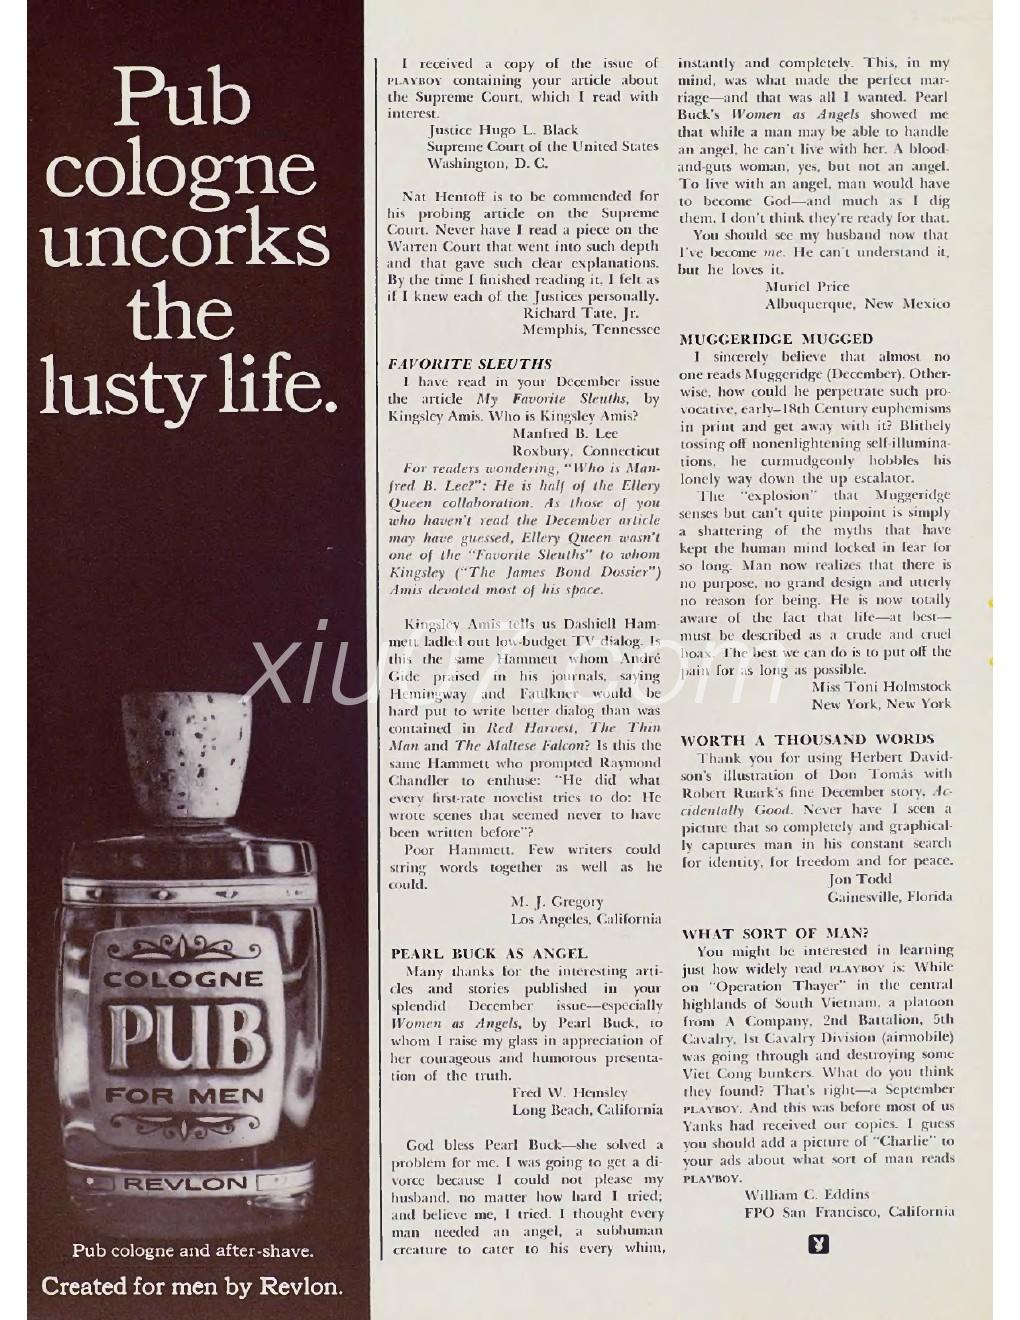 Pub
cologne
uncorks
the
lusty life.
COLOGNE
PUB
FOR MEN
REVLON
Pub cologne and after-shave.
Created for men by Revlon.
I received a copy of the issue of
PLAYBOY containing your article about
the Supreme Court, which I read with
interest.
Justice Hugo L. Black
Supreme Court of the United States
Washington, D. C.
Nat Hentoff is to be commended for
his probing article on the Supreme
Court. Never have I read a piece on the
Warren Court that went into such depth
and that gave such clear explanations.
By the time I finished reading it, I felt as
if I knew each of the Justices personally.
Richard Tate, Jr.
Memphis, Tennessee
FAVORITE SLEUTHS
I have read in your December issue
the article My Favorite Sleuths, by
Kingsley Amis. Who is Kingsley Amis?
Manfred B. Lee
Roxbury, Connecticut
For readers wondering, "Who is Man-
fred B. Lee?": He is half of the Ellery
Queen collaboration. As those of you
who haven't read the December article
may have guessed, Ellery Queen wasn't
one of the "Favorite Sleuths" to whom
Kingsley ("The James Bond Dossier")
Amis devoted most of his space.
Kingsley Amis tells us Dashiell Ham-
mett ladled out low-budget TV dialog. Is
this the same Hammett whom André
Gide praised in his journals, saying
Hemingway and Faulkner would be
hard put to write better dialog than was
contained in Red Harvest, The Thin
Man and The Maltese Falcon? Is this the
same Hammett who prompted Raymond
Chandler to enthuse: "He did what
every first-rate novelist tries to do: He
wrote scenes that seemed never to have
been written before"?
Poor Hammett. Few writers could
string words together as well as he
could.
M. J. Gregory
Los Angeles, California
PEARL BUCK AS ANGEL
Many thanks for the interesting arti-
cles and stories published in your
splendid December issue—especially
Women as Angels, by Pearl Buck, to
whom I raise my glass in appreciation of
her courageous and humorous presenta-
tion of the truth.
Fred W. Hemsley
Long Beach, California
God bless Pearl Buck—she solved a
problem for me. I was going to get a di-
vorce because I could not please my
husband, no matter how hard I tried;
and believe me, I tried. I thought every
man needed an angel, a subhuman
creature to cater to his every whim,
instantly and completely. This, in my
mind, was what made the perfect mar-
riage—and that was all I wanted. Pearl
Buck's Women as Angels showed me
that while a man may be able to handle
an angel, he can't live with her. A blood-
and-guts woman, yes, but not an angel.
To live with an angel, man would have
to become God—and much as I dig
them, I don't think they're ready for that.
You should see my husband now that
I've become me. He can't understand it,
but he loves it.
Muriel Price
Albuquerque, New Mexico
MUGGERIDGE MUGGED
I sincerely believe that almost no
one reads Muggeridge (December). Other-
wise, how could he perpetrate such pro-
vocative, early–18th Century euphemisms
in print and get away with it? Blithely
tossing off nonenlightening self-illumina-
tions, he curmudgeonly hobbles his
lonely way down the up escalator.
The "explosion" that Muggeridge
senses but can't quite pinpoint is simply
a shattering of the myths that have
kept the human mind locked in fear for
so long. Man now realizes that there is
no purpose, no grand design and utterly
no reason for being. He is now totally
aware of the fact that life—at best—
must be described as a crude and cruel
hoax. The best we can do is to put off the
pain for as long as possible.
Miss Toni Holmstock
New York, New York
WORTH A THOUSAND WORDS
Thank you for using Herbert David-
son's illustration of Don Tomás with
Robert Ruark's fine December story, Ac-
cidentally Good. Never have I seen a
picture that so completely and graphical-
ly captures man in his constant search
for identity, for freedom and for peace.
Jon Todd
Gainesville, Florida
WHAT SORT OF MAN?
You might be interested in learning
just how widely read PLAYBOY is: While
on "Operation Thayer" in the central
highlands of South Vietnam, a platoon
from A Company, 2nd Battalion, 5th
Cavalry, 1st Cavalry Division (airmobile)
was going through and destroying some
Viet Cong bunkers. What do you think
they found? That's right—a September
PLAYBOY. And this was before most of us
Yanks had received our copies. I guess
you should add a picture of "Charlie" to
your ads about what sort of man reads
PLAYBOY.
William C. Eddins
FPO San Francisco, California